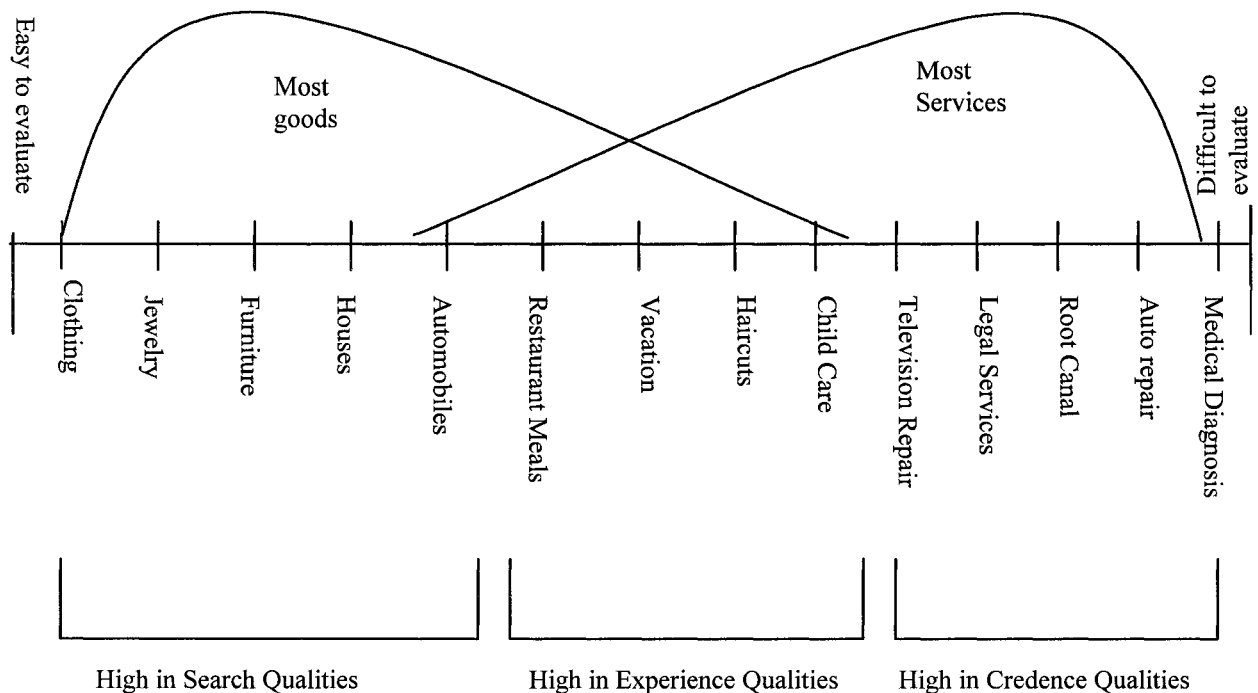 Easy to evaluate
Most
goods
Most
Services
Difficult to
evaluate
Clothing
Jewelry
Furniture
Houses
Automobiles
Restaurant Meals
Vacation
Haircuts
Child Care
Television Repair
Legal Services
Root Canal
Auto repair
Medical Diagnosis
High in Search Qualities
High in Experience Qualities
High in Credence Qualities